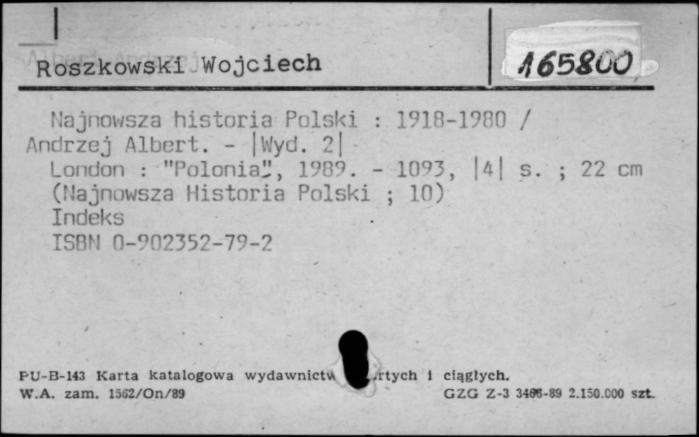 Roszkowski Wojciech
165800
Najnowsza historia Polski : 1918-1980 /
Andrzej Albert. - |Wyd. 2|
London : "Polonia", 1989. - 1093, |4| s. ; 22 cm
(Najnowsza Historia Polski ; 10)
Indeks
ISBN 0-902352-79-2
PU-B-143 Karta katalogowa wydawnictw rtych i ciągłych.
W.A. zam. 1562/On/89 GZG Z-3 3466-89 2.150.000 szt.